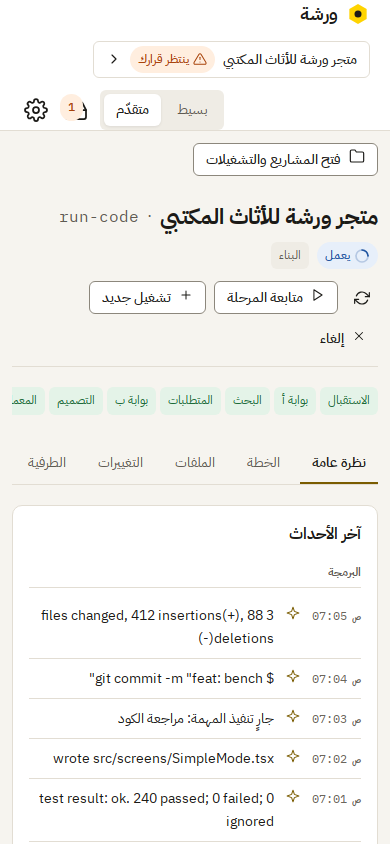 ورشة
متجر ورشة للأثاث المكتبي ينتظر قرارك
بسيط متقدّم 1
فتح المشاريع والتشغيلات
متجر ورشة للأثاث المكتبي · run-code
يعمل البناء
متابعة المرحلة تشغيل جديد
إلغاء
الاستقبال بوابة أ البحث المتطلبات بوابة ب التصميم المعم
نظرة عامة الخطة الملفات التغييرات الطرفية
آخر الأحداث
البرمجة
07:05 ص files changed, 412 insertions(+), 88 3
deletions(-)
07:04 ص $ git commit -m "feat: bench"
07:03 ص جارٍ تنفيذ المهمة: مراجعة الكود
07:02 ص wrote src/screens/SimpleMode.tsx
07:01 ص test result: ok. 240 passed; 0 failed; 0
ignored